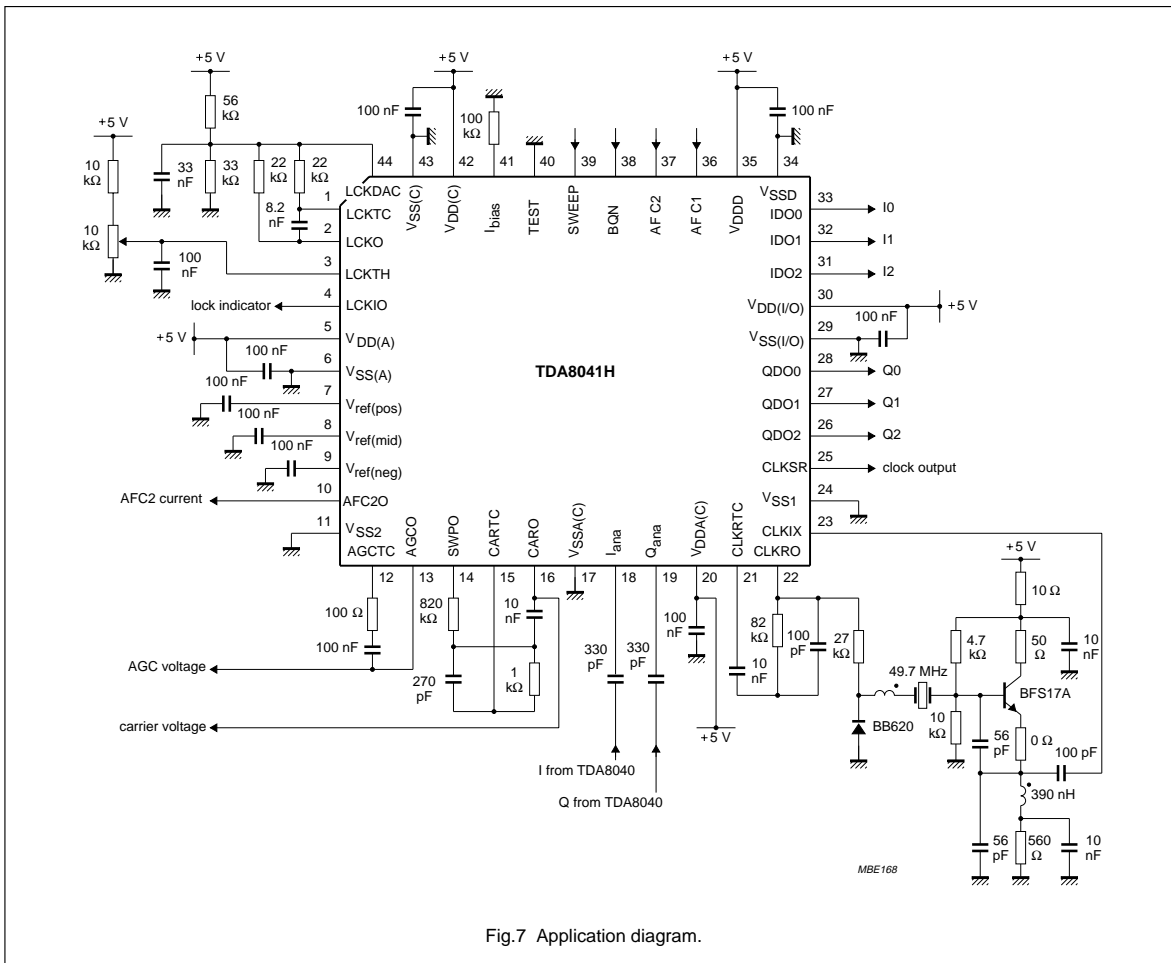 +5 V
+5 V
+5 V
56 kΩ
100 nF
100 kΩ
100 nF
+5 V
10 kΩ
33 nF
33 kΩ
22 kΩ
22 kΩ
8.2 nF
10 kΩ
100 nF
44 43 42 41 40 39 38 37 36 35 34
LCKDAC
VSS(C)
VDD(C)
Ibias
TEST
SWEEP
BQN
AF C2
AF C1
VDDD
VSSD
1 LCKTC
2 LCKO
3 LCKTH
lock indicator 4 LCKIO
+5 V 5 VDD(A)
100 nF 6 VSS(A)
100 nF 7 Vref(pos)
100 nF 8 Vref(mid)
100 nF 9 Vref(neg)
AFC2 current 10 AFC2O
11 VSS2
TDA8041H
IDO0 33 I0
IDO1 32 I1
IDO2 31 I2
VDD(I/O) 30 +5 V
100 nF
VSS(I/O) 29
QDO0 28 Q0
QDO1 27 Q1
QDO2 26 Q2
CLKSR 25 clock output
VSS1 24
CLKIX 23
AGCTC
AGCO
SWPO
CARTC
CARO
VSSA(C)
Iana
Qana
VDDA(C)
CLKRTC
CLKRO
12 13 14 15 16 17 18 19 20 21 22
100 Ω
100 nF
820 kΩ
270 pF
10 nF
1 kΩ
330 pF
330 pF
100 nF
10 nF
82 kΩ
100 pF
27 kΩ
+5 V
10 Ω
4.7 kΩ
50 Ω
10 nF
49.7 MHz
BFS17A
BB620
10 kΩ
56 pF
0 Ω
100 pF
390 nH
56 pF
560 Ω
10 nF
AGC voltage
carrier voltage
+5 V
I from TDA8040
Q from TDA8040
MBE168
Fig.7 Application diagram.